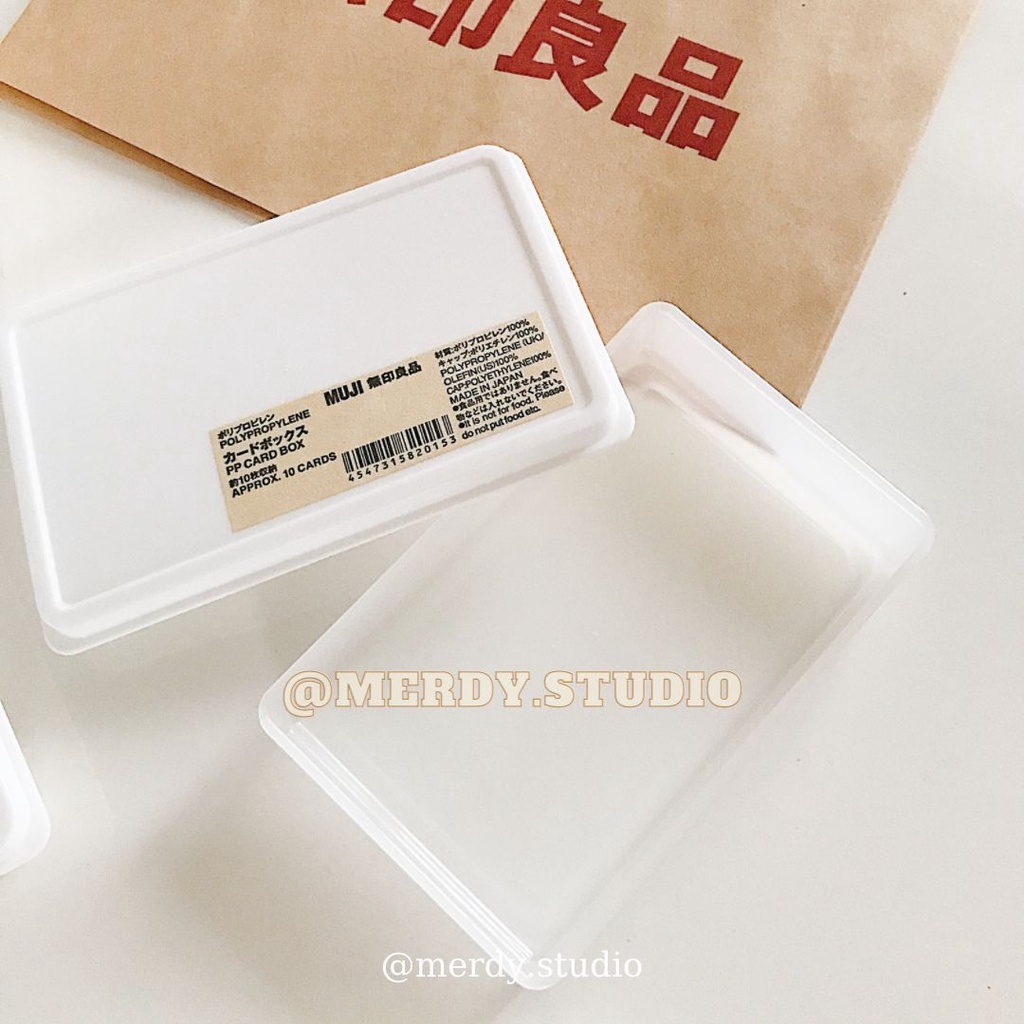 印良品
MUJI 無印良品
ポリプロピレン
POLYPROPYLENE
カードボックス
PP CARD BOX
約10枚収納
APPROX. 10 CARDS
4547315820153
材質:ポリプロピレン100%
キャップ:ポリエチレン100%
POLYPROPYLENE (UK)/
OLEFIN(US)100%
CAP:POLYETHYLENE100%
MADE IN JAPAN
●食品用ではありません。食べ
物などは入れないでください。
●It is not for food. Please
do not put food etc.
@MERDY.STUDIO
@merdy.studio